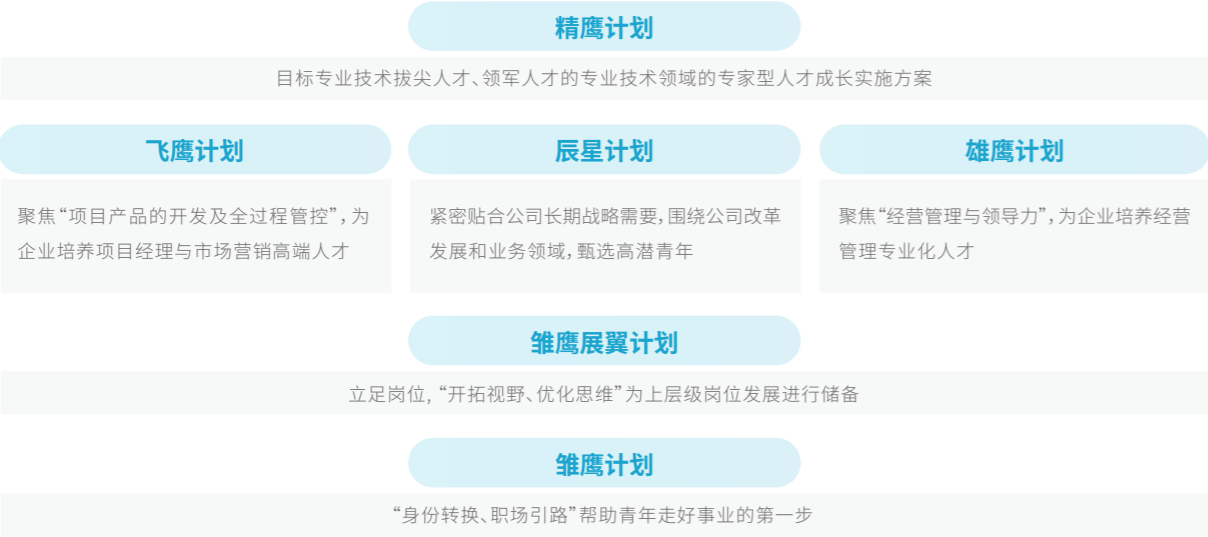 精鹰计划
目标专业技术拔尖人才、领军人才的专业技术领域的专家型人才成长实施方案
飞鹰计划
聚焦“项目产品的开发及全过程管控”，为
企业培养项目经理与市场营销高端人才
辰星计划
紧密贴合公司长期战略需要，围绕公司改革
发展和业务领域，甄选高潜青年
雄鹰计划
聚焦“经营管理与领导力”，为企业培养经营
管理专业化人才
雏鹰展翼计划
立足岗位，“开拓视野、优化思维”为上层级岗位发展进行储备
雏鹰计划
“身份转换、职场引路”帮助青年走好事业的第一步